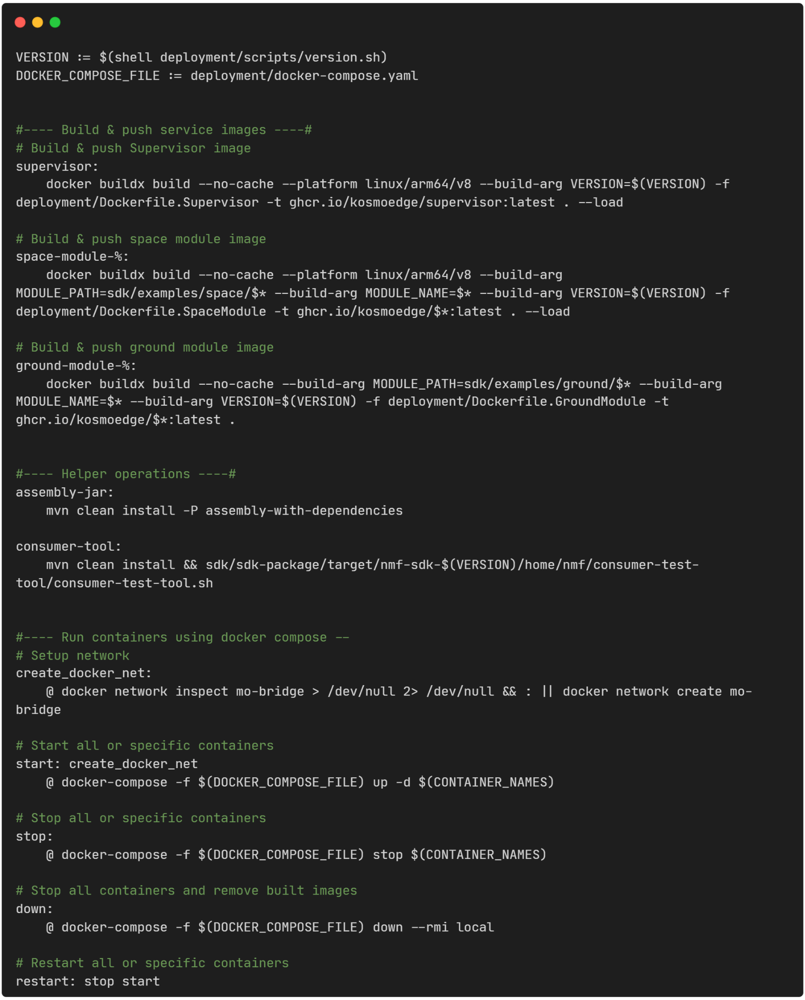 VERSION := $(shell deployment/scripts/version.sh)
DOCKER_COMPOSE_FILE := deployment/docker-compose.yaml
#---- Build & push service images ----#
# Build & push Supervisor image
supervisor:
    docker buildx build --no-cache --platform linux/arm64/v8 --build-arg VERSION=$(VERSION) -f
deployment/Dockerfile.Supervisor -t ghcr.io/kosmoedge/supervisor:latest . --load
# Build & push space module image
space-module-%:
    docker buildx build --no-cache --platform linux/arm64/v8 --build-arg
MODULE_PATH=sdk/examples/space/$* --build-arg MODULE_NAME=$* --build-arg VERSION=$(VERSION) -f
deployment/Dockerfile.SpaceModule -t ghcr.io/kosmoedge/$*:latest . --load
# Build & push ground module image
ground-module-%:
    docker buildx build --no-cache --build-arg MODULE_PATH=sdk/examples/ground/$* --build-arg
MODULE_NAME=$* --build-arg VERSION=$(VERSION) -f deployment/Dockerfile.GroundModule -t
ghcr.io/kosmoedge/$*:latest .
#---- Helper operations ----#
assembly-jar:
    mvn clean install -P assembly-with-dependencies
consumer-tool:
    mvn clean install && sdk/sdk-package/target/nmf-sdk-$(VERSION)/home/nmf/consumer-test-
tool/consumer-test-tool.sh
#---- Run containers using docker compose --
# Setup network
create_docker_net:
    @ docker network inspect mo-bridge > /dev/null 2> /dev/null && : || docker network create mo-
bridge
# Start all or specific containers
start: create_docker_net
    @ docker-compose -f $(DOCKER_COMPOSE_FILE) up -d $(CONTAINER_NAMES)
# Stop all or specific containers
stop:
    @ docker-compose -f $(DOCKER_COMPOSE_FILE) stop $(CONTAINER_NAMES)
# Stop all containers and remove built images
down:
    @ docker-compose -f $(DOCKER_COMPOSE_FILE) down --rmi local
# Restart all or specific containers
restart: stop start